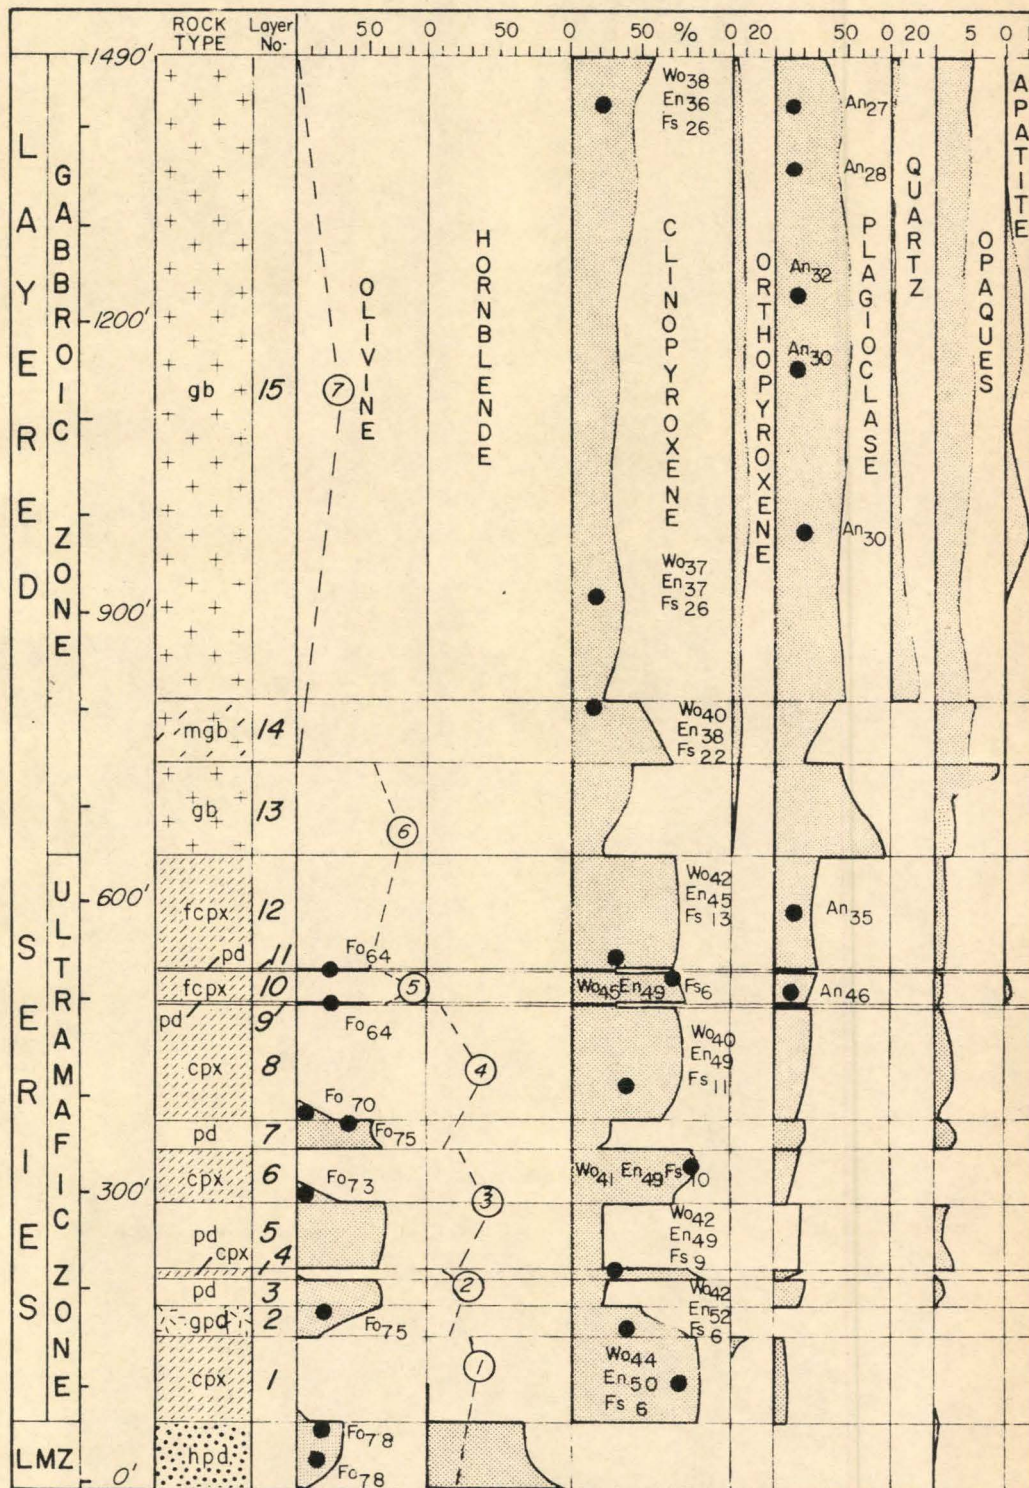 ROCK TYPE
Layer No.
50 0 50 0 50 % 0 20 50 0 20 5 0 1
1490'
1200'
900'
600'
300'
0'
LAYERED SERIES
GABBROIC ZONE
ULTRAMAFIC ZONE
LMZ
OLIVINE
HORNBLENDE
CLINOPYROXENE
ORTHOPYROXENE
PLAGIOCLASE
QUARTZ
OPAQUES
APATITE
Wo38
En36
Fs26
An27
An28
An32
An30
gb 15
7
An30
Wo37
En37
Fs26
mgb 14
Wo40
En38
Fs22
gb 13
6
fcpx 12
Wo42
En45
Fs13
An35
pd 11
Fo64
fcpx 10
5
Wo45 En49 Fs6
An46
pd 9
Fo64
cpx 8
4
Wo40
En49
Fs11
Fo70
pd 7
Fo75
cpx 6
Wo41 En49 Fs10
Fo73
3
pd 5
Wo42
En49
Fs9
cpx 4
2
pd 3
Wo42
En52
Fs6
gpd 2
Fo75
cpx 1
1
Wo44
En50
Fs6
hpd
Fo78
Fo78